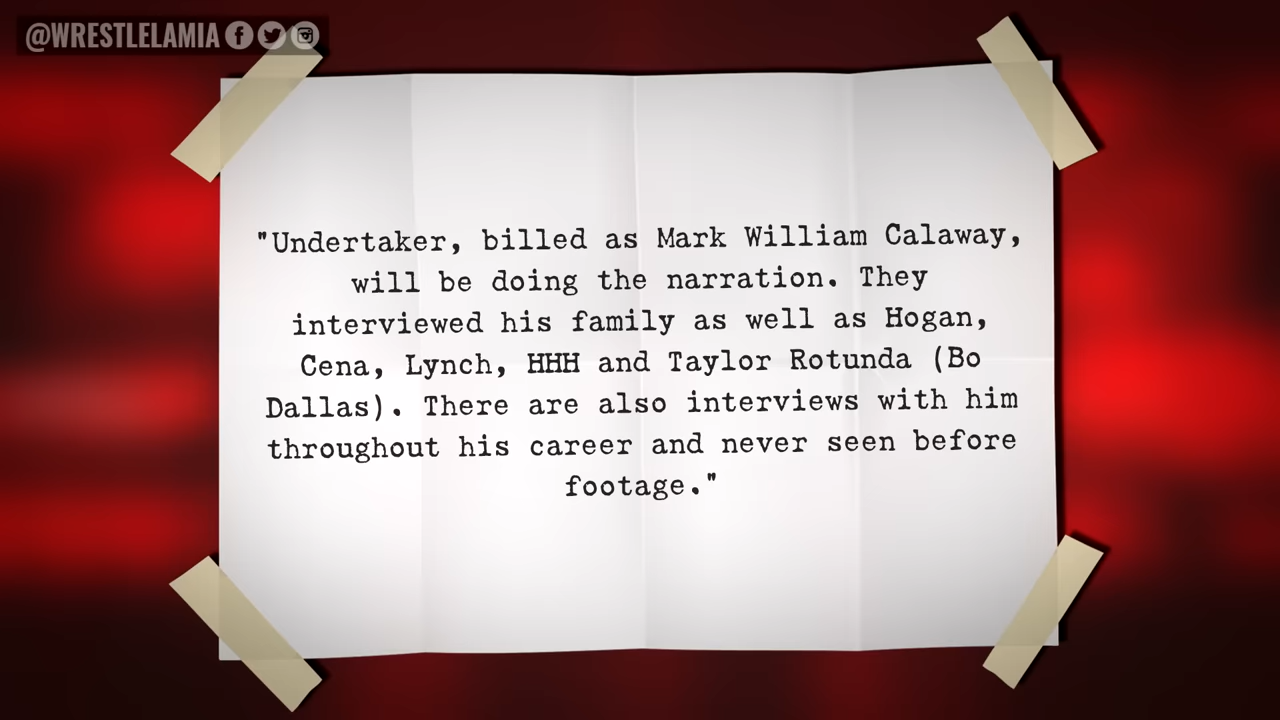 @WRESTLELAMIA
"Undertaker, billed as Mark William Calaway,
will be doing the narration. They
interviewed his family as well as Hogan,
Cena, Lynch, HHH and Taylor Rotunda (Bo
Dallas). There are also interviews with him
throughout his career and never seen before
footage."